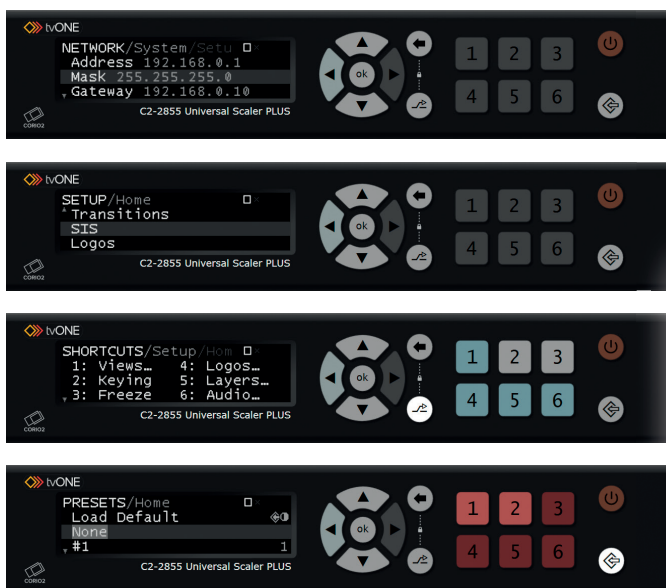 tvONE
NETWORK/System/Setu
Address 192.168.0.1
Mask 255.255.255.0
Gateway 192.168.0.10
CORIO2
C2-2855 Universal Scaler PLUS
ok
1 2 3
4 5 6
tvONE
SETUP/Home
Transitions
SIS
Logos
CORIO2
C2-2855 Universal Scaler PLUS
ok
1 2 3
4 5 6
tvONE
SHORTCUTS/Setup/Hom
1: Views… 4: Logos…
2: Keying 5: Layers…
3: Freeze 6: Audio…
CORIO2
C2-2855 Universal Scaler PLUS
ok
1 2 3
4 5 6
tvONE
PRESETS/Home
Load Default
None
#1 1
CORIO2
C2-2855 Universal Scaler PLUS
ok
1 2 3
4 5 6